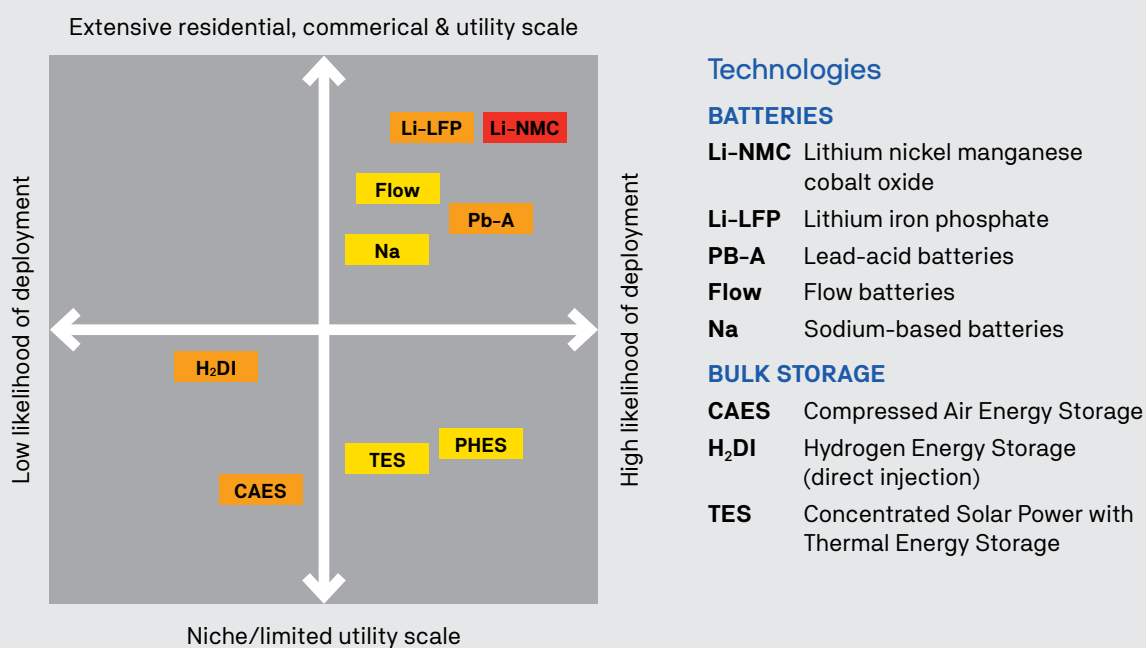 Extensive residential, commerical & utility scale
Low likelihood of deployment
High likelihood of deployment
Li-LFP
Li-NMC
Flow
Pb-A
Na
H₂DI
PHES
TES
CAES
Niche/limited utility scale
Technologies
BATTERIES
Li-NMC Lithium nickel manganese
cobalt oxide
Li-LFP Lithium iron phosphate
PB-A Lead-acid batteries
Flow Flow batteries
Na Sodium-based batteries
BULK STORAGE
CAES Compressed Air Energy Storage
H₂DI Hydrogen Energy Storage
(direct injection)
TES Concentrated Solar Power with
Thermal Energy Storage